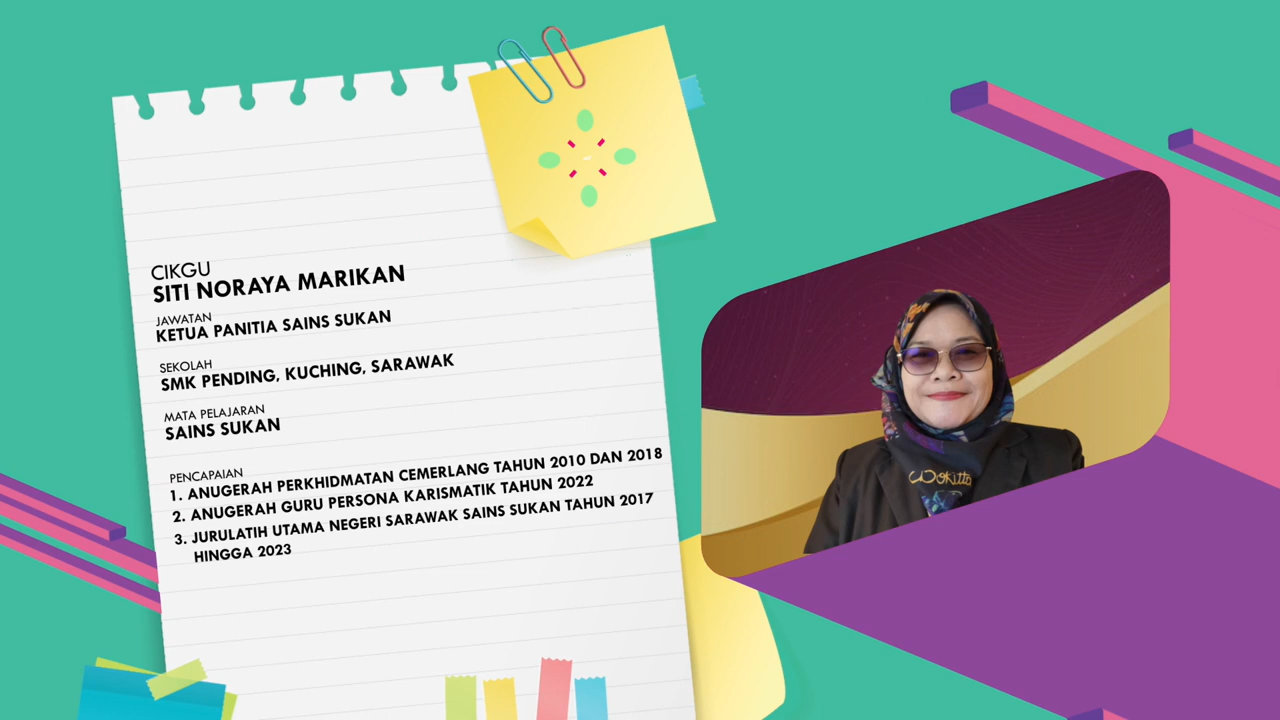 CIKGU
SITI NORAYA MARIKAN
JAWATAN
KETUA PANITIA SAINS SUKAN
SEKOLAH
SMK PENDING, KUCHING, SARAWAK
MATA PELAJARAN
SAINS SUKAN
PENCAPAIAN
1. ANUGERAH PERKHIDMATAN CEMERLANG TAHUN 2010 DAN 2018
2. ANUGERAH GURU PERSONA KARISMATIK TAHUN 2022
3. JURULATIH UTAMA NEGERI SARAWAK SAINS SUKAN TAHUN 2017
HINGGA 2023